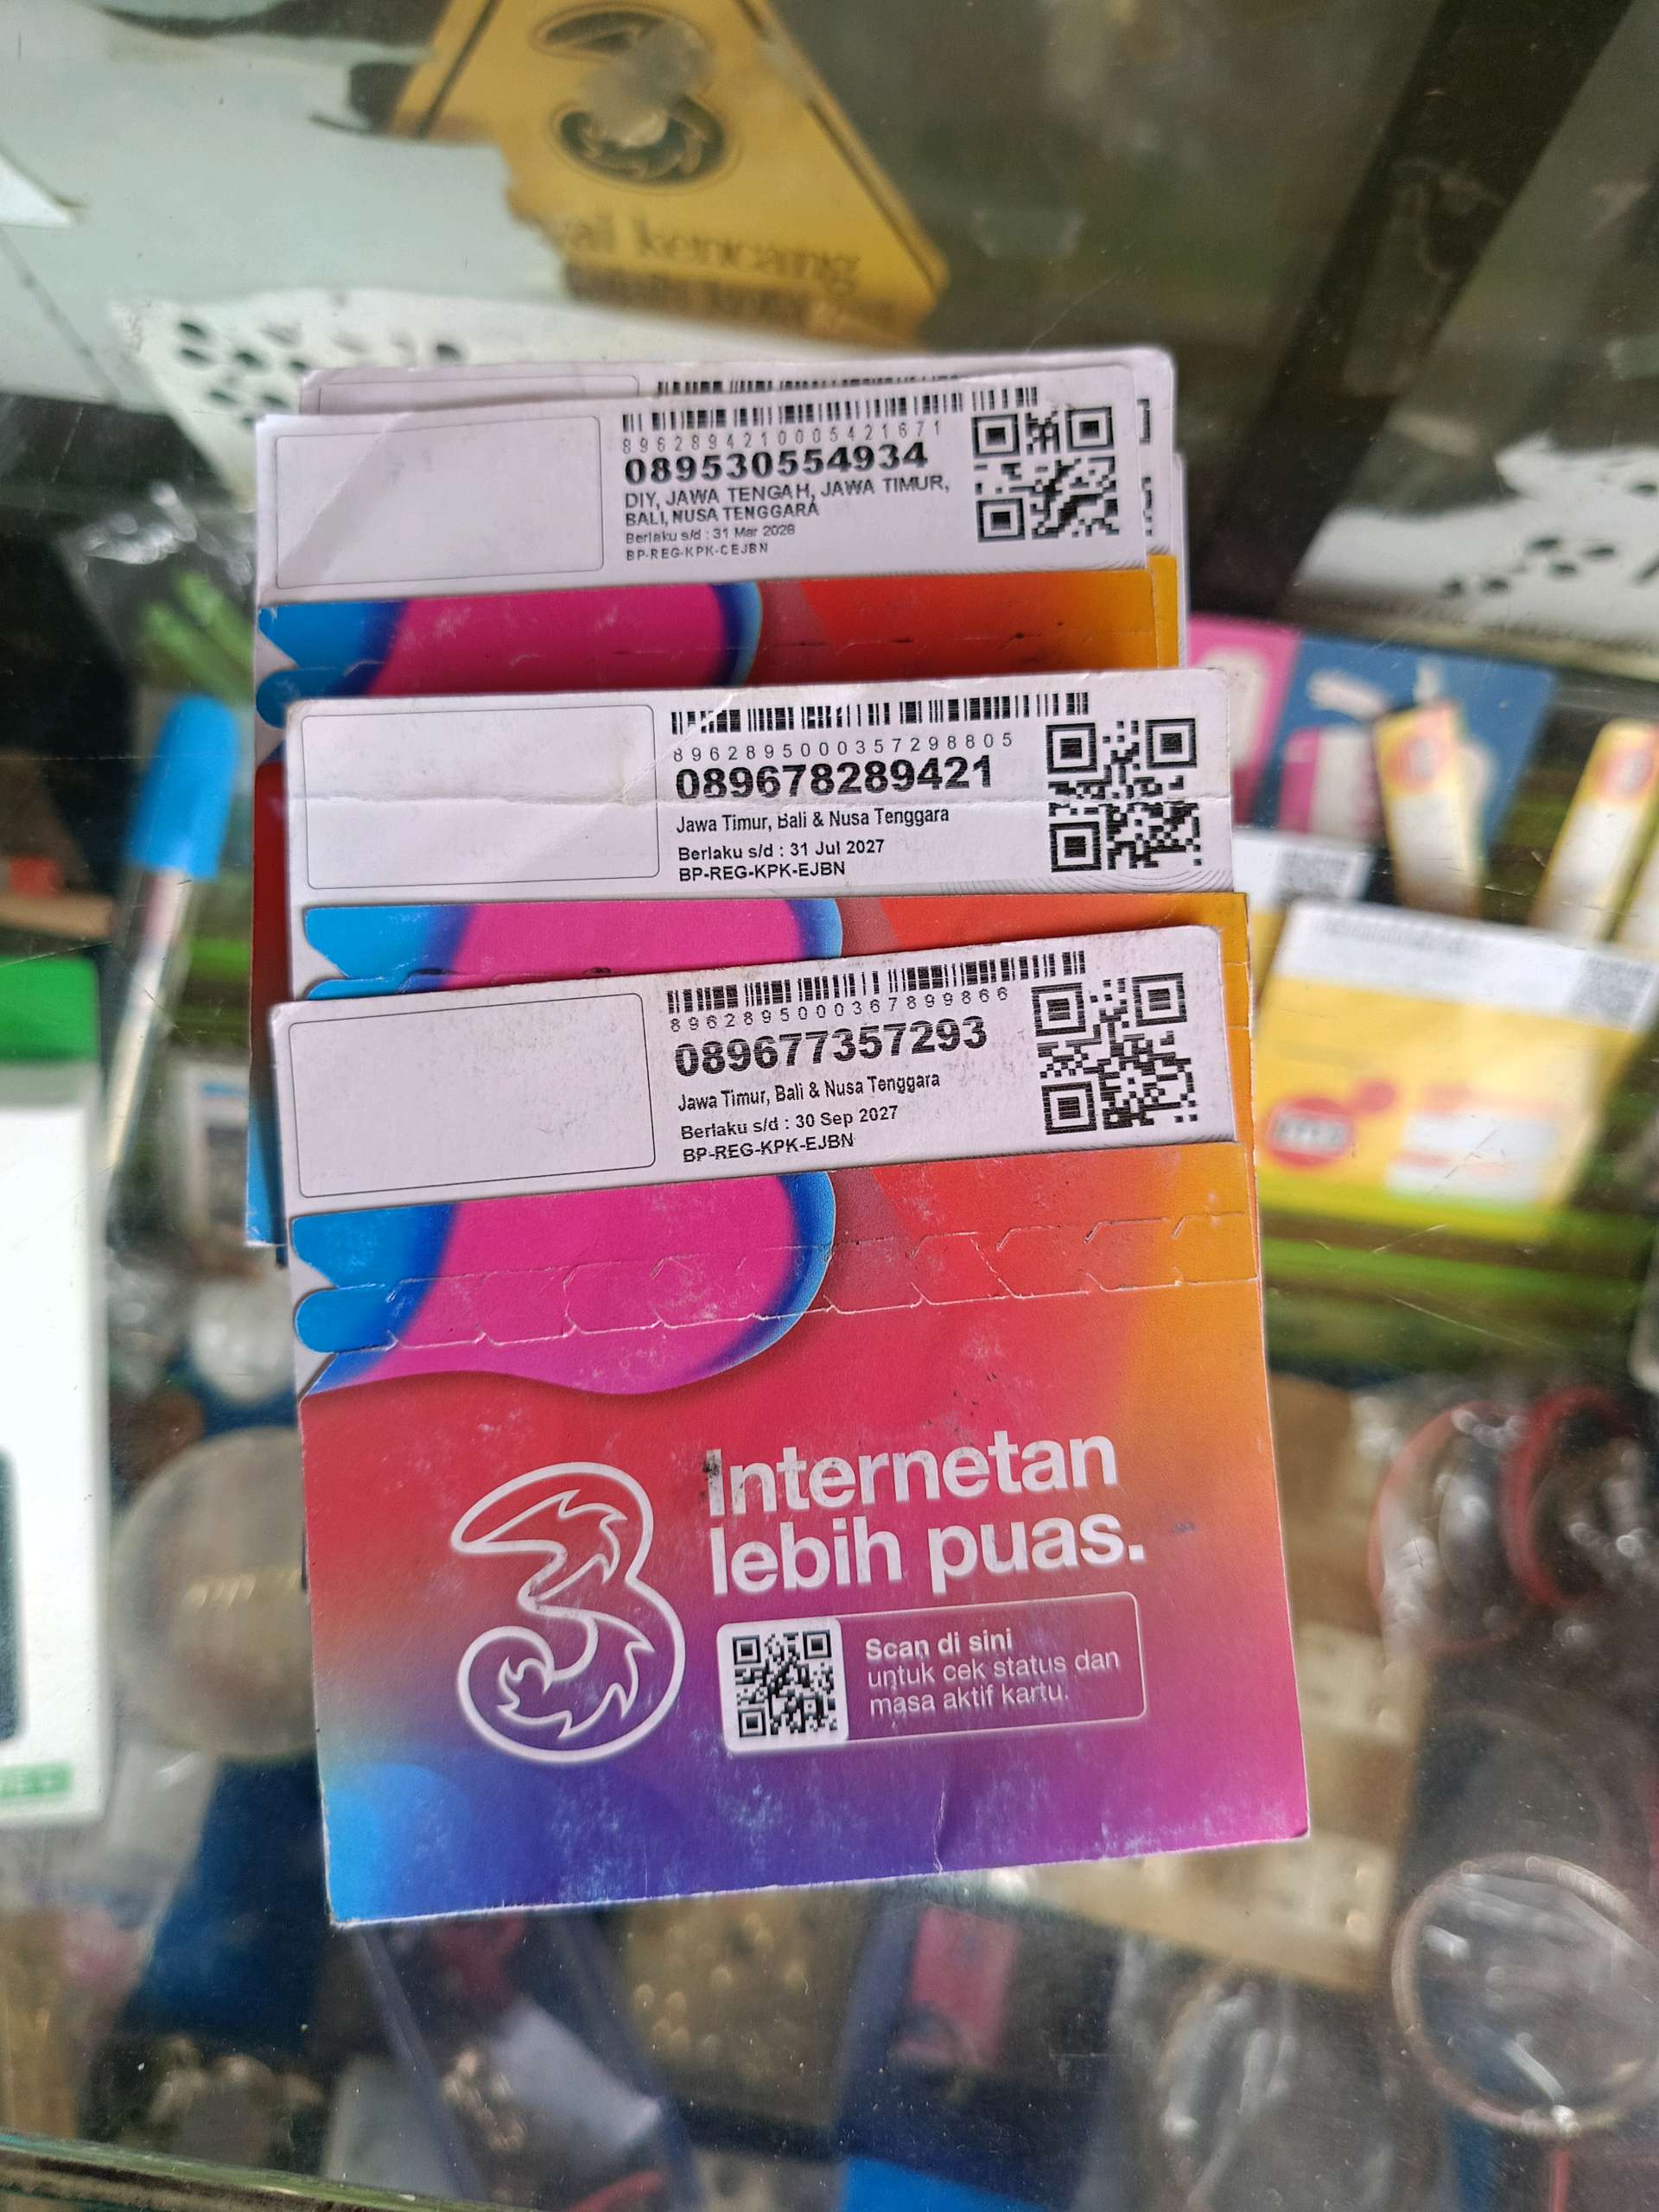 kencang
8962894210005421671
089530554934
DIY, JAWA TENGAH, JAWA TIMUR,
BALI, NUSA TENGGARA
Berlaku s/d : 31 Mar 2028
BP-REG-KPK-CEJBN
8962895000357298805
089678289421
Jawa Timur, Bali & Nusa Tenggara
Berlaku s/d : 31 Jul 2027
BP-REG-KPK-EJBN
8962895000367899866
089677357293
Jawa Timur, Bali & Nusa Tenggara
Berlaku s/d : 30 Sep 2027
BP-REG-KPK-EJBN
3
Internetan
lebih puas.
Scan di sini
untuk cek status dan
masa aktif kartu.